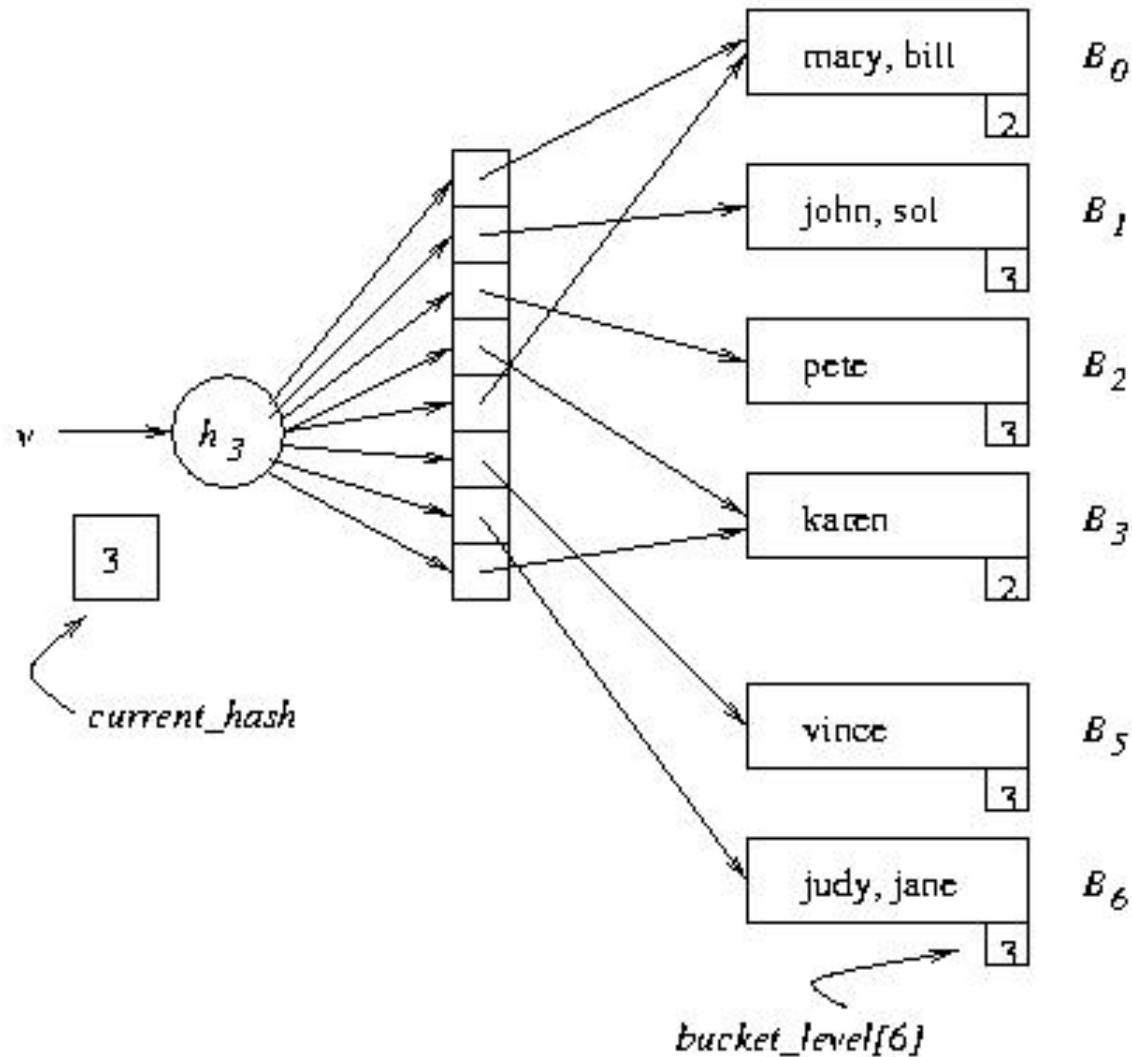 mary, bill B0
2
john, sol B1
3
pete B2
3
v h3
karen B3
2
3
current_hash
vince B5
3
judy, jane B6
3
bucket_level[6]